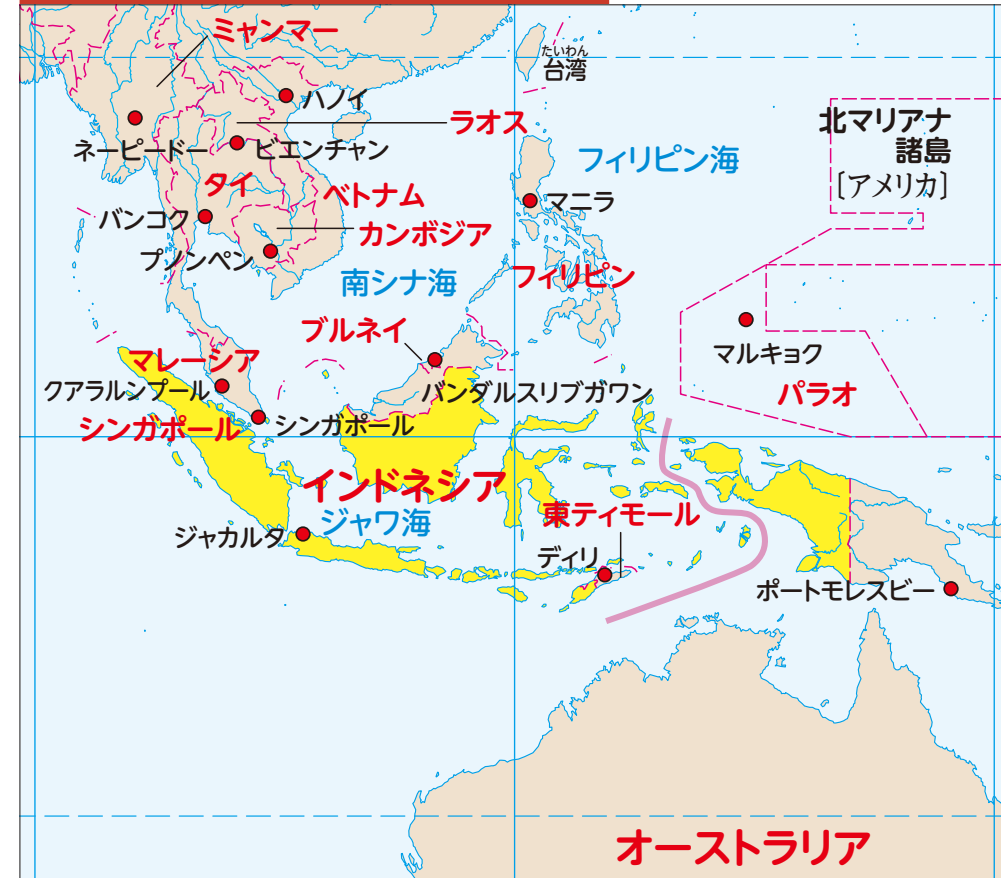 ミャンマー
たいわん
台湾
ハノイ
ラオス
北マリアナ
諸島
[アメリカ]
ネーピードー
ビエンチャン
フィリピン海
タイ
ベトナム
マニラ
バンコク
カンボジア
プノンペン
南シナ海
フィリピン
ブルネイ
マレーシア
マルキョク
クアラルンプール
バンダルスリブガワン
パラオ
シンガポール
シンガポール
インドネシア
ジャワ海
東ティモール
ジャカルタ
ディリ
ポートモレスビー
オーストラリア